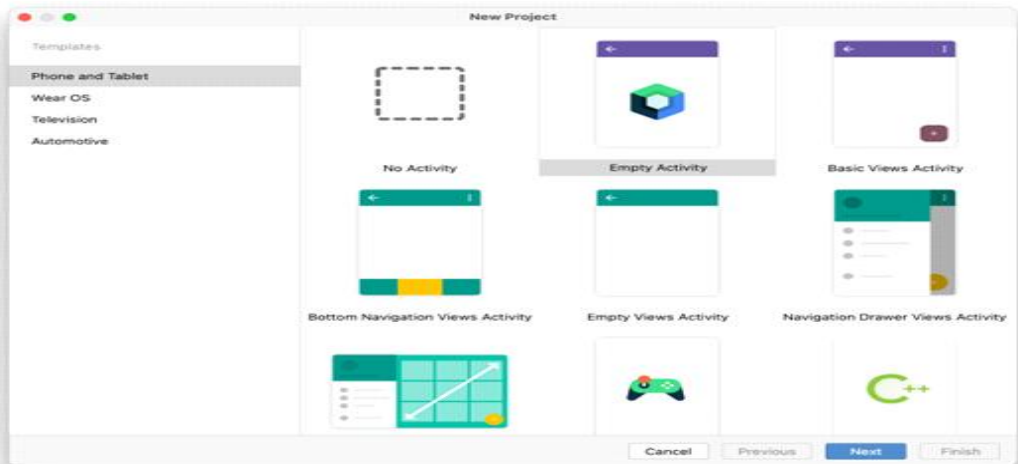 New Project
Templates
Phone and Tablet
Wear OS
Television
Automotive
No Activity
Empty Activity
Basic Views Activity
Bottom Navigation Views Activity
Empty Views Activity
Navigation Drawer Views Activity
C++
Cancel
Previous
Next
Finish